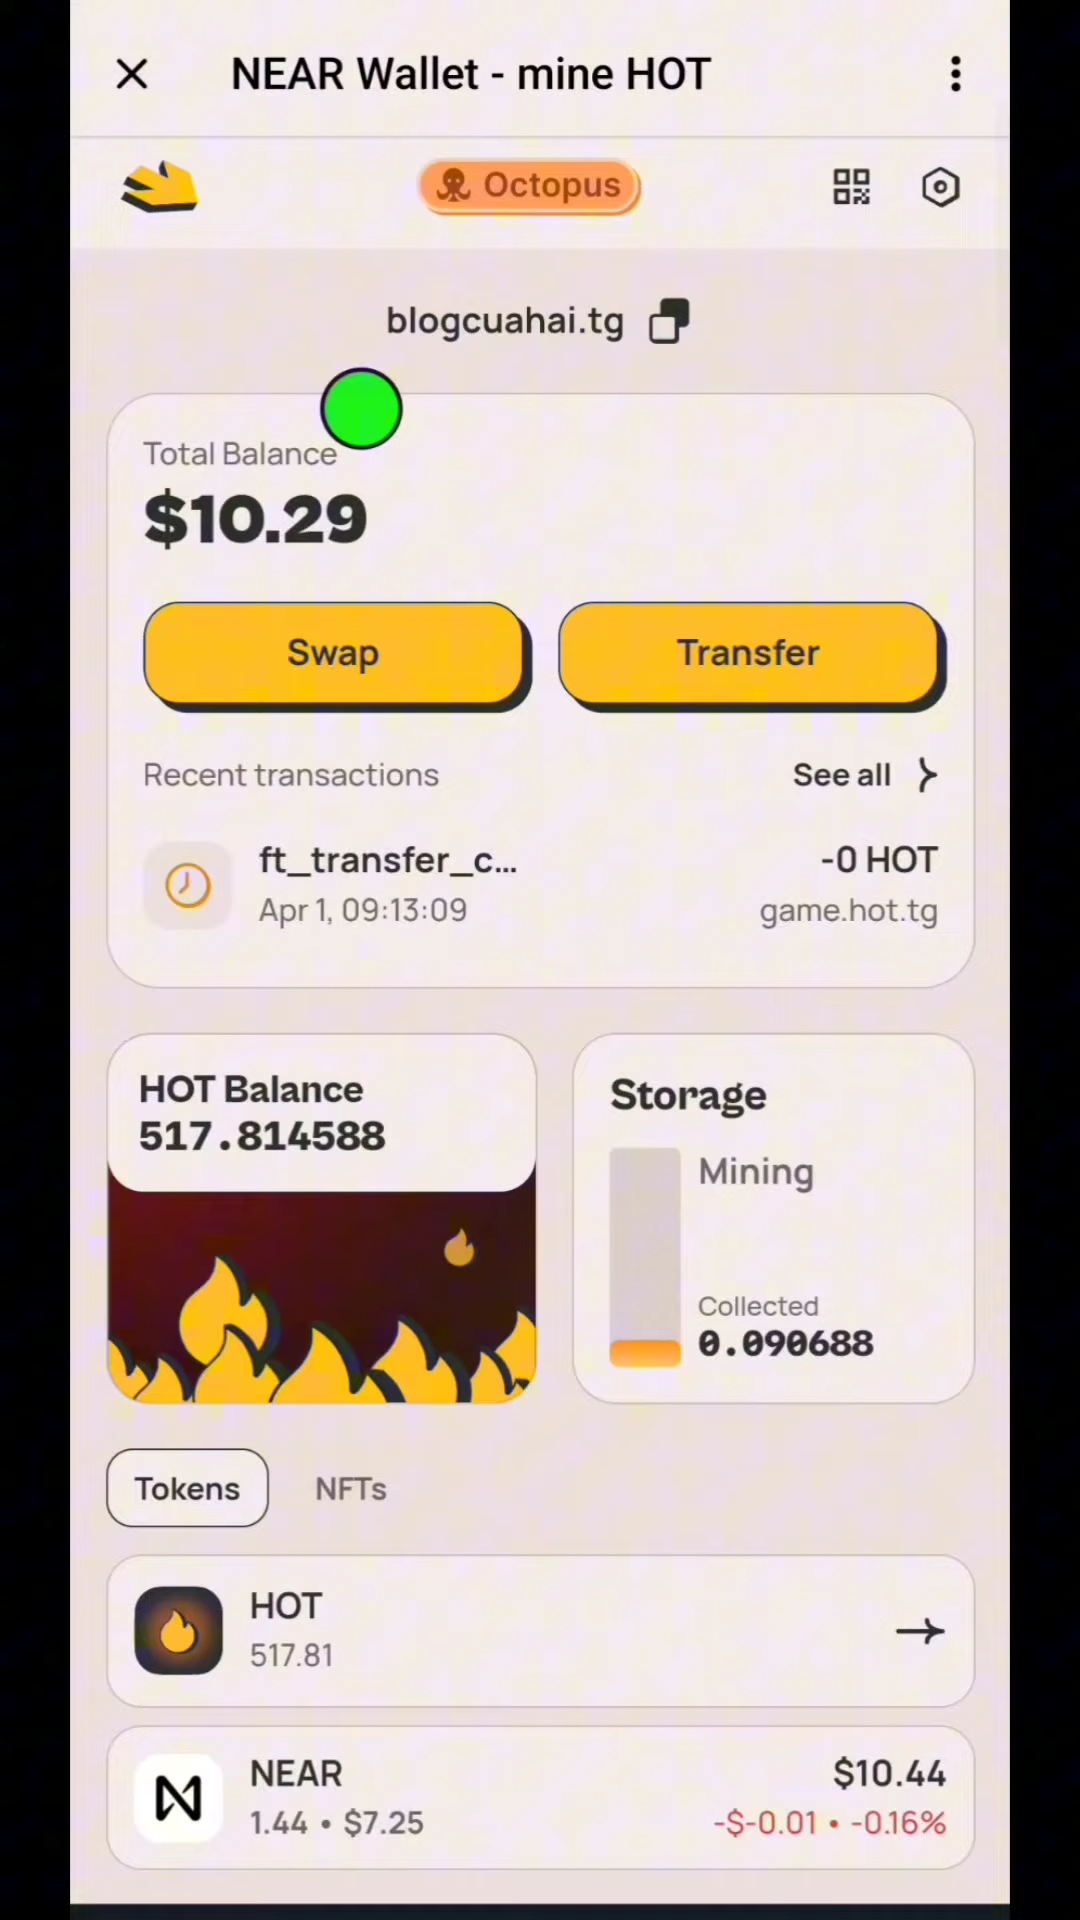 NEAR Wallet - mine HOT
Octopus
blogcuahai.tg
Total Balance
$10.29
Swap
Transfer
Recent transactions
See all
ft_transfer_c...
-0 HOT
Apr 1, 09:13:09
game.hot.tg
HOT Balance
517.814588
Storage
Mining
Collected
0.090688
Tokens
NFTs
HOT
517.81
NEAR
$10.44
1.44 • $7.25
-$-0.01 • -0.16%